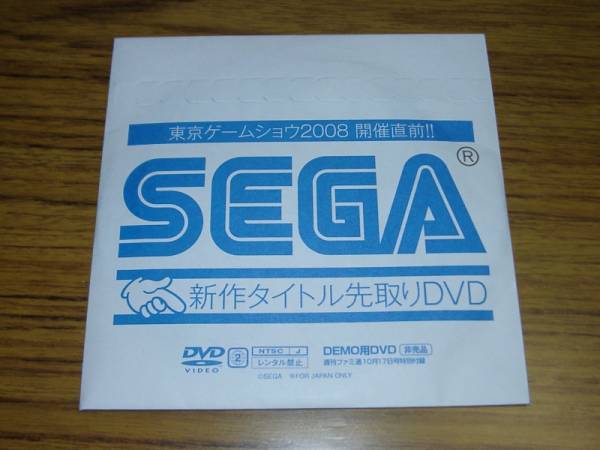 東京ゲームショウ2008 開催直前!!
SEGA®
新作タイトル先取りDVD
DVD VIDEO 2 NTSC J レンタル禁止 DEMO用DVD 非売品
週刊ファミ通10月17日号特別付録
©SEGA ※FOR JAPAN ONLY